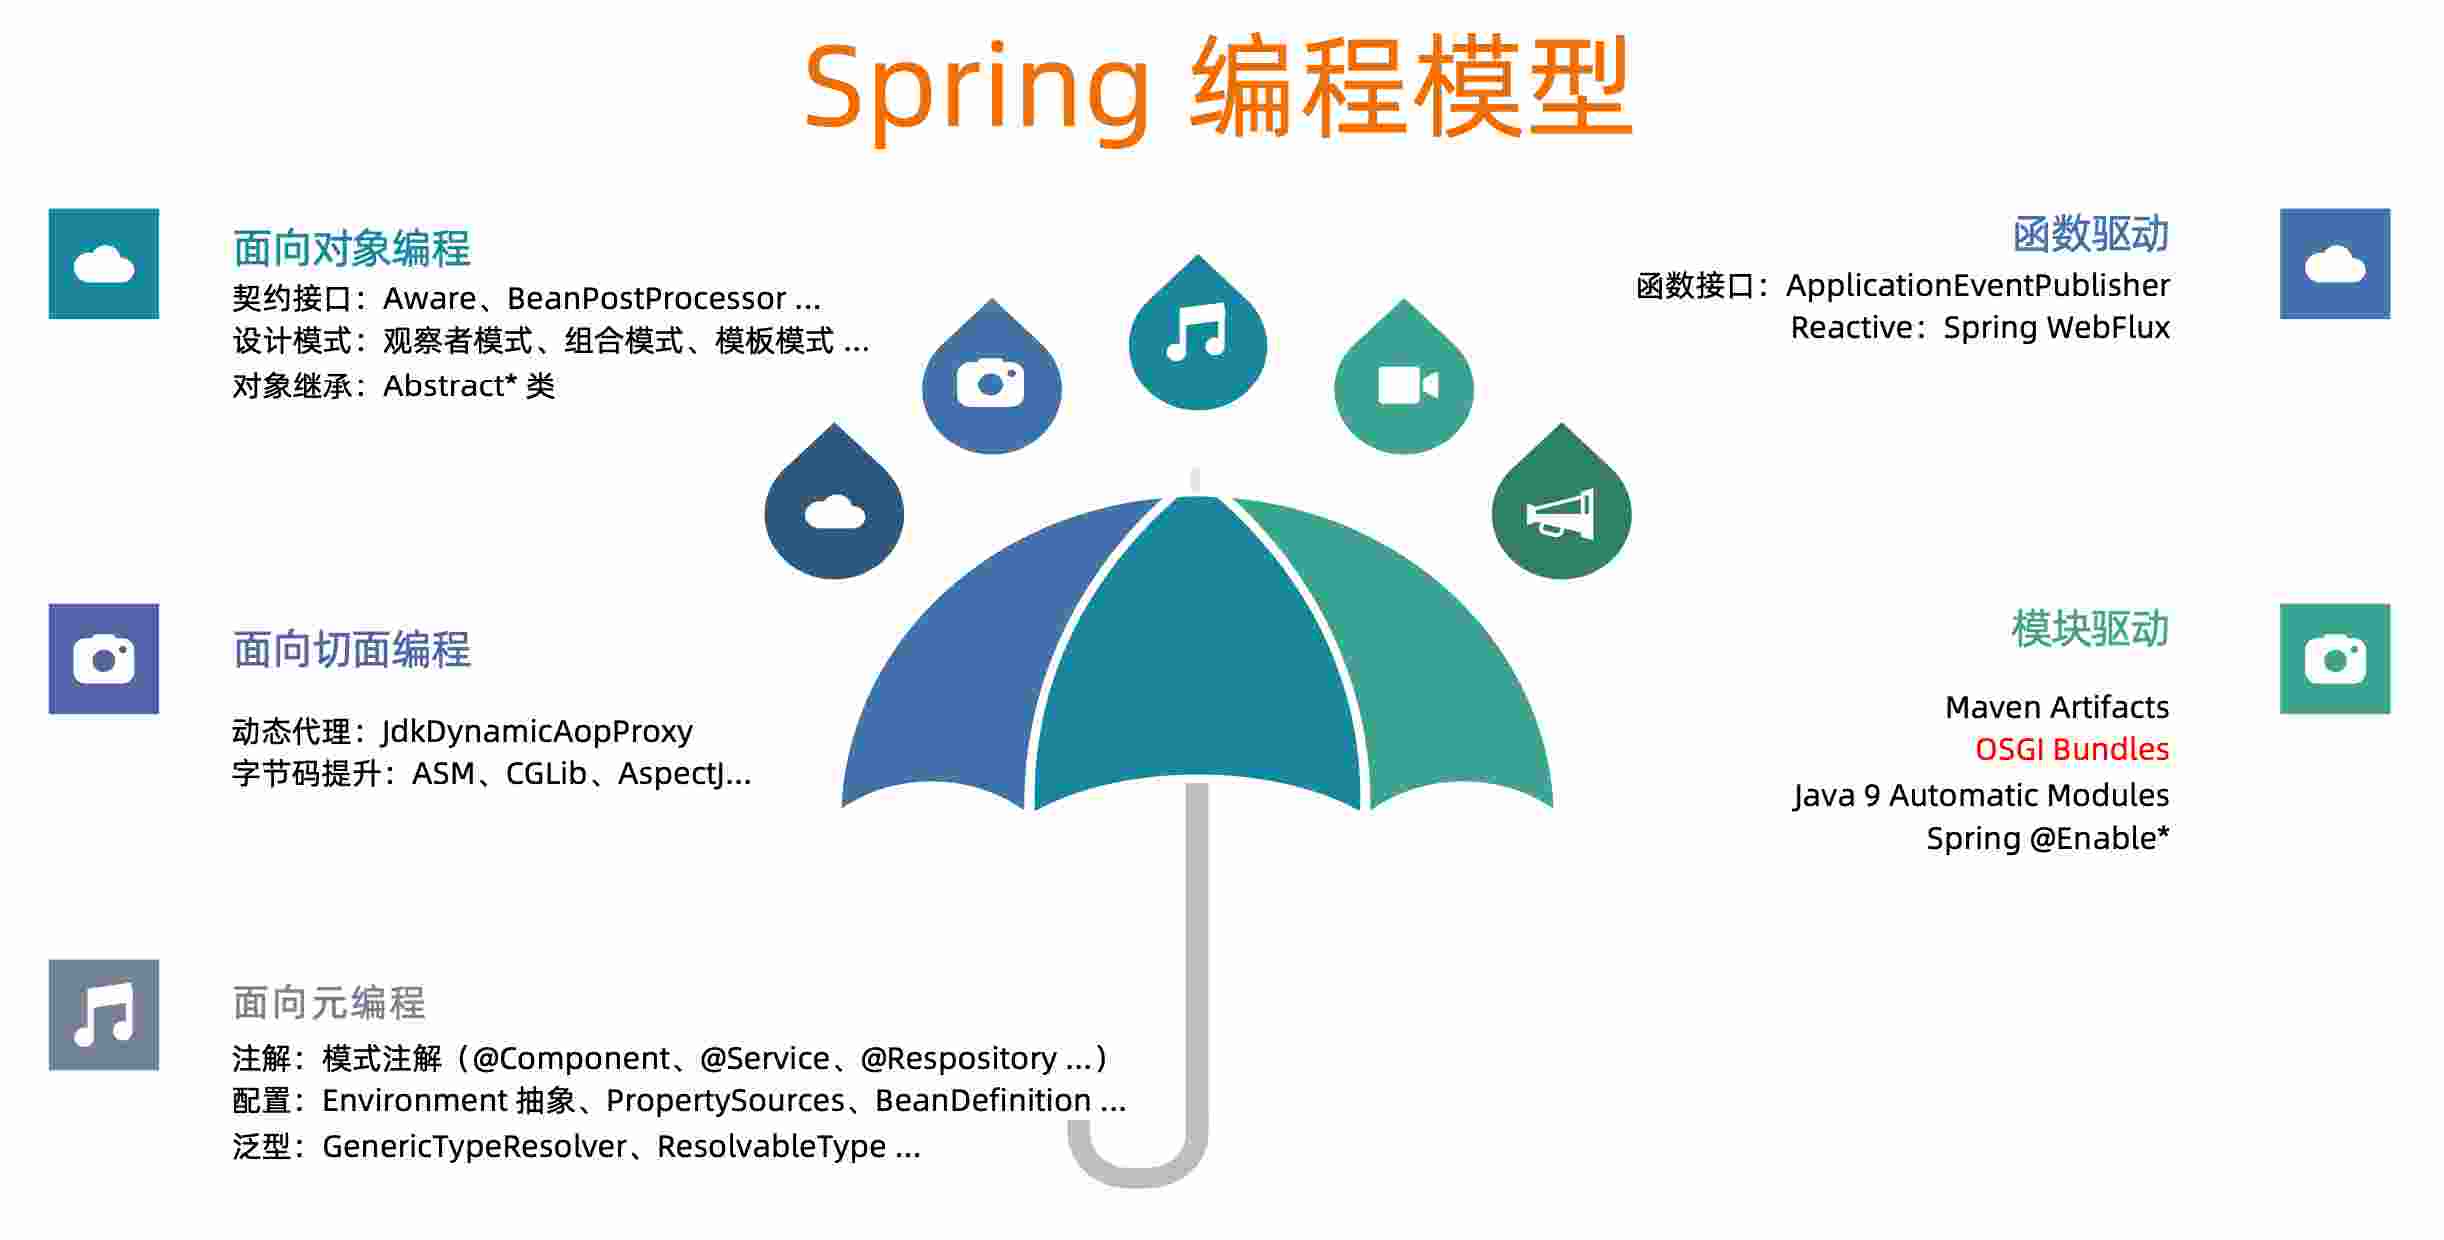 Spring 编程模型
面向对象编程
契约接口：Aware、BeanPostProcessor ...
设计模式：观察者模式、组合模式、模板模式 ...
对象继承：Abstract* 类
面向切面编程
动态代理：JdkDynamicAopProxy
字节码提升：ASM、CGLib、AspectJ...
面向元编程
注解：模式注解（@Component、@Service、@Respository ...）
配置：Environment 抽象、PropertySources、BeanDefinition ...
泛型：GenericTypeResolver、ResolvableType ...
函数驱动
函数接口：ApplicationEventPublisher
Reactive：Spring WebFlux
模块驱动
Maven Artifacts
OSGI Bundles
Java 9 Automatic Modules
Spring @Enable*